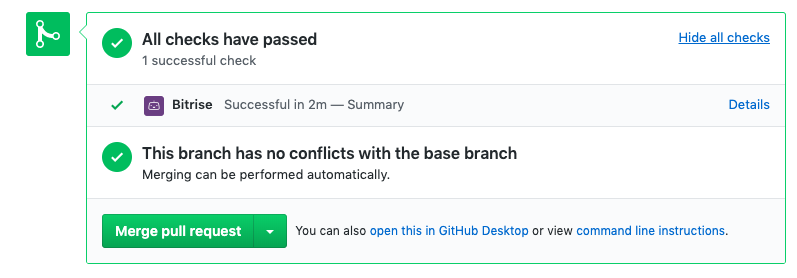 All checks have passed
Hide all checks
1 successful check
Bitrise Successful in 2m — Summary
Details
This branch has no conflicts with the base branch
Merging can be performed automatically.
Merge pull request
You can also open this in GitHub Desktop or view command line instructions.